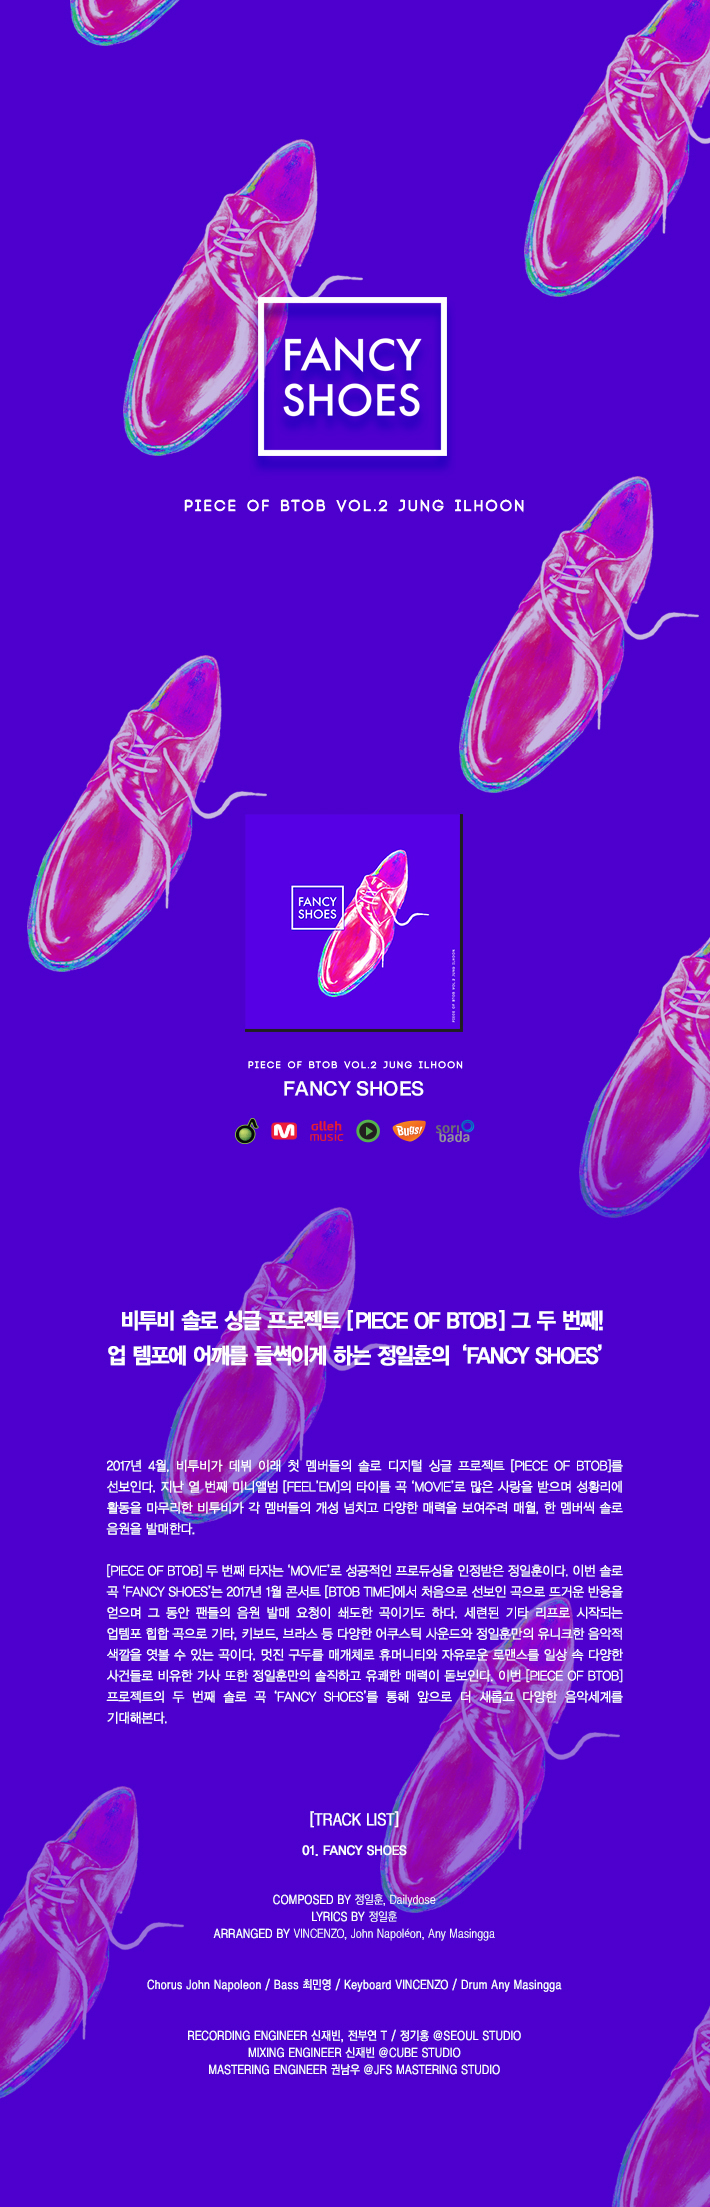 FANCY
SHOES
PIECE OF BTOB VOL.2 JUNG ILHOON
FANCY
SHOES
PIECE OF BTOB VOL.2 JUNG ILHOON
PIECE OF BTOB VOL.2 JUNG ILHOON
FANCY SHOES
M
olleh
music
Bugs!
sori
bada
비투비 솔로 싱글 프로젝트 [PIECE OF BTOB] 그 두 번째!
업 템포에 어깨를 들썩이게 하는 정일훈의 ‘FANCY SHOES’
2017년 4월, 비투비가 데뷔 이래 첫 멤버들의 솔로 디지털 싱글 프로젝트 [PIECE OF BTOB]를
선보인다. 지난 열 번째 미니앨범 [FEEL'EM]의 타이틀 곡 ‘MOVIE’로 많은 사랑을 받으며 성황리에
활동을 마무리한 비투비가 각 멤버들의 개성 넘치고 다양한 매력을 보여주려 매월, 한 멤버씩 솔로
음원을 발매한다.
[PIECE OF BTOB] 두 번째 타자는 ‘MOVIE’로 성공적인 프로듀싱을 인정받은 정일훈이다. 이번 솔로
곡 ‘FANCY SHOES’는 2017년 1월 콘서트 [BTOB TIME]에서 처음으로 선보인 곡으로 뜨거운 반응을
얻으며 그 동안 팬들의 음원 발매 요청이 쇄도한 곡이기도 하다. 세련된 기타 리프로 시작되는
업템포 힙합 곡으로 기타, 키보드, 브라스 등 다양한 어쿠스틱 사운드와 정일훈만의 유니크한 음악적
색깔을 엿볼 수 있는 곡이다. 멋진 구두를 매개체로 휴머니티와 자유로운 로맨스를 일상 속 다양한
사건들로 비유한 가사 또한 정일훈만의 솔직하고 유쾌한 매력이 돋보인다. 이번 [PIECE OF BTOB]
프로젝트의 두 번째 솔로 곡 ‘FANCY SHOES’를 통해 앞으로 더 새롭고 다양한 음악세계를
기대해본다.
[TRACK LIST]
01. FANCY SHOES
COMPOSED BY 정일훈, Dailydose
LYRICS BY 정일훈
ARRANGED BY VINCENZO, John Napoléon, Any Masingga
Chorus John Napoleon / Bass 최민영 / Keyboard VINCENZO / Drum Any Masingga
RECORDING ENGINEER 신재빈, 전부연 T / 정기홍 @SEOUL STUDIO
MIXING ENGINEER 신재빈 @CUBE STUDIO
MASTERING ENGINEER 권남우 @JFS MASTERING STUDIO